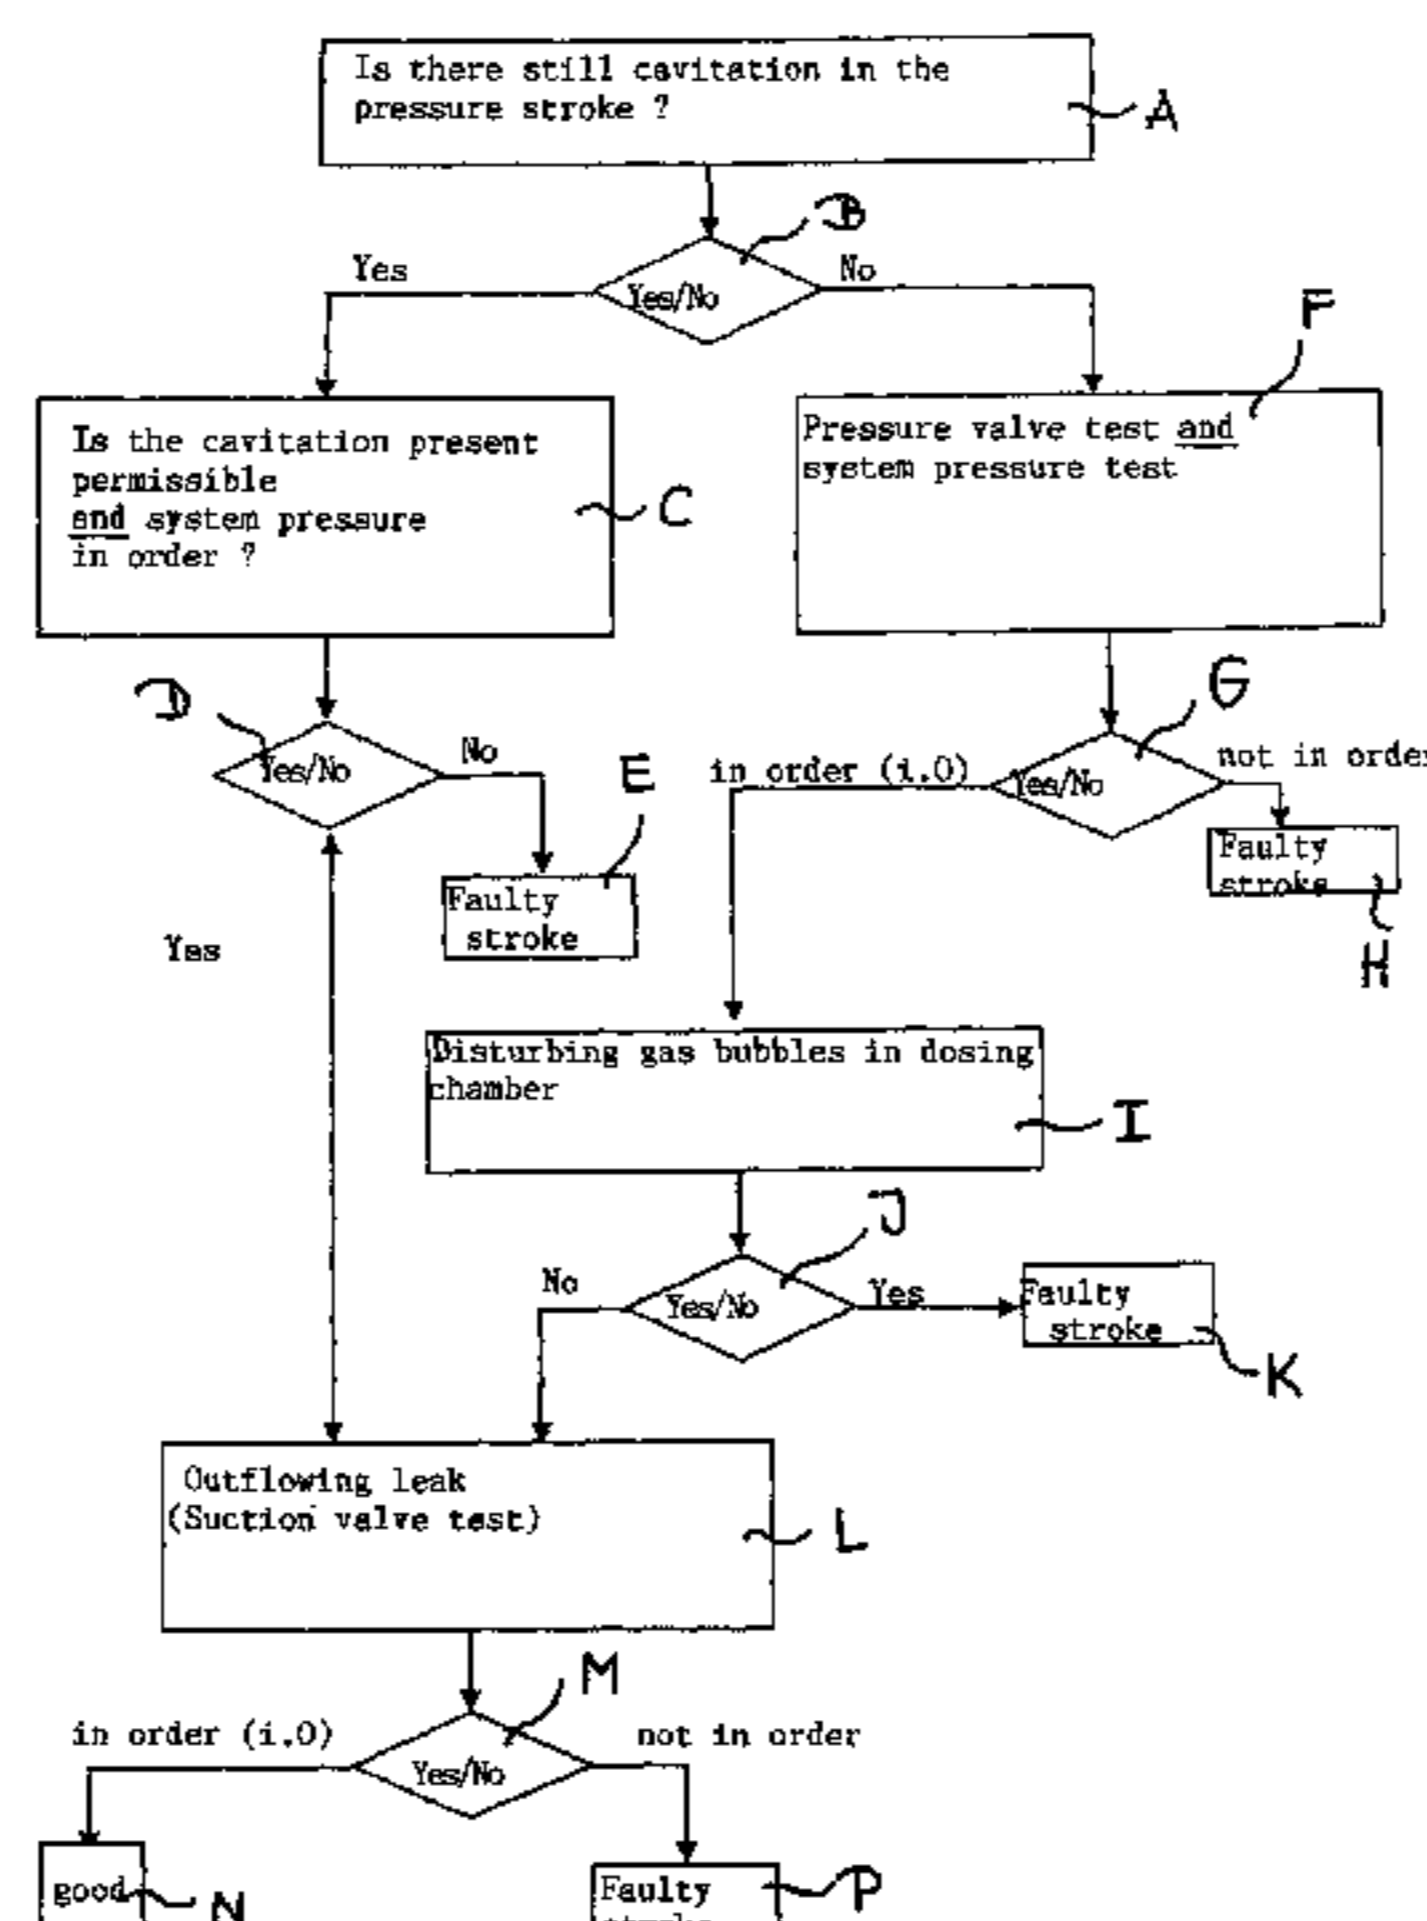 Is there still cavitation in the
pressure stroke ?
A
B
Yes
No
Yes/No
F
Is the cavitation present
permissible
and system pressure
in order ?
C
Pressure valve test and
system pressure test
D
G
Yes/No
No
E
in order (i.O)
Yes/No
not in order
Faulty
stroke
H
Faulty
stroke
Yes
Disturbing gas bubbles in dosing
chamber
I
J
No
Yes/No
Yes
Faulty
stroke
K
Outflowing leak
(Suction valve test)
L
M
in order (i.O)
not in order
Yes/No
good
N
Faulty
stroke
P